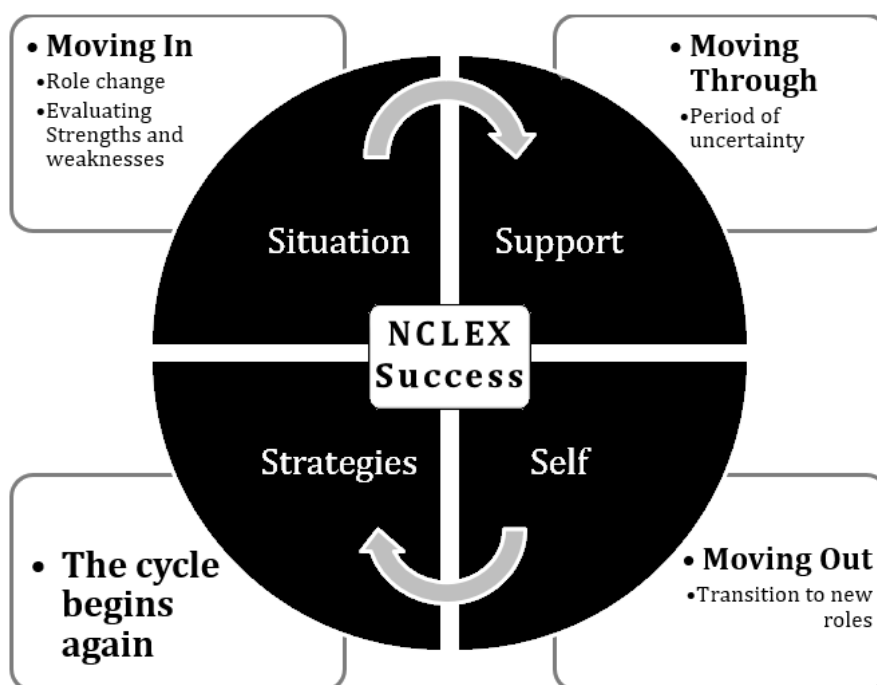 • Moving In
•Role change
•Evaluating
Strengths and
weaknesses
• Moving
Through
•Period of
uncertainty
Situation
Support
NCLEX
Success
Strategies
Self
• The cycle
begins
again
• Moving Out
•Transition to new
roles